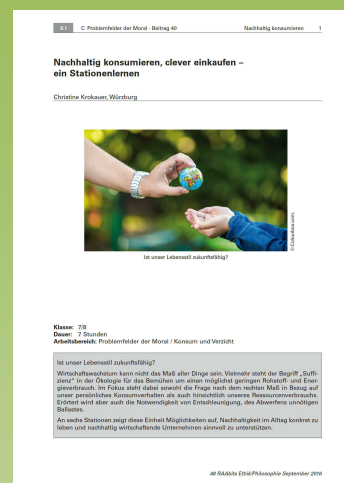 S I C Problemfelder der Moral - Beitrag 40 Nachhaltig konsumieren 1
Nachhaltig konsumieren, clever einkaufen –
ein Stationenlernen
Christine Krokauer, Würzburg
© Colourbox.com
Ist unser Lebensstil zukunftsfähig?
Klasse: 7/8
Dauer: 7 Stunden
Arbeitsbereich: Problemfelder der Moral / Konsum und Verzicht
Ist unser Lebensstil zukunftsfähig?
Wirtschaftswachstum kann nicht das Maß aller Dinge sein. Vielmehr steht der Begriff „Suffi-
zienz“ in der Ökologie für das Bemühen um einen möglichst geringen Rohstoff- und Ener-
gieverbrauch. Im Fokus steht dabei sowohl die Frage nach dem rechten Maß in Bezug auf
unser persönliches Konsumverhalten als auch hinsichtlich unseres Ressourcenverbrauchs.
Erörtert wird aber auch die Notwendigkeit von Entschleunigung, des Abwerfens unnötigen
Ballastes.
An sechs Stationen zeigt diese Einheit Möglichkeiten auf, Nachhaltigkeit im Alltag konkret zu
leben und nachhaltig wirtschaftende Unternehmen sinnvoll zu unterstützen.
48 RAAbits Ethik/Philosophie September 2016